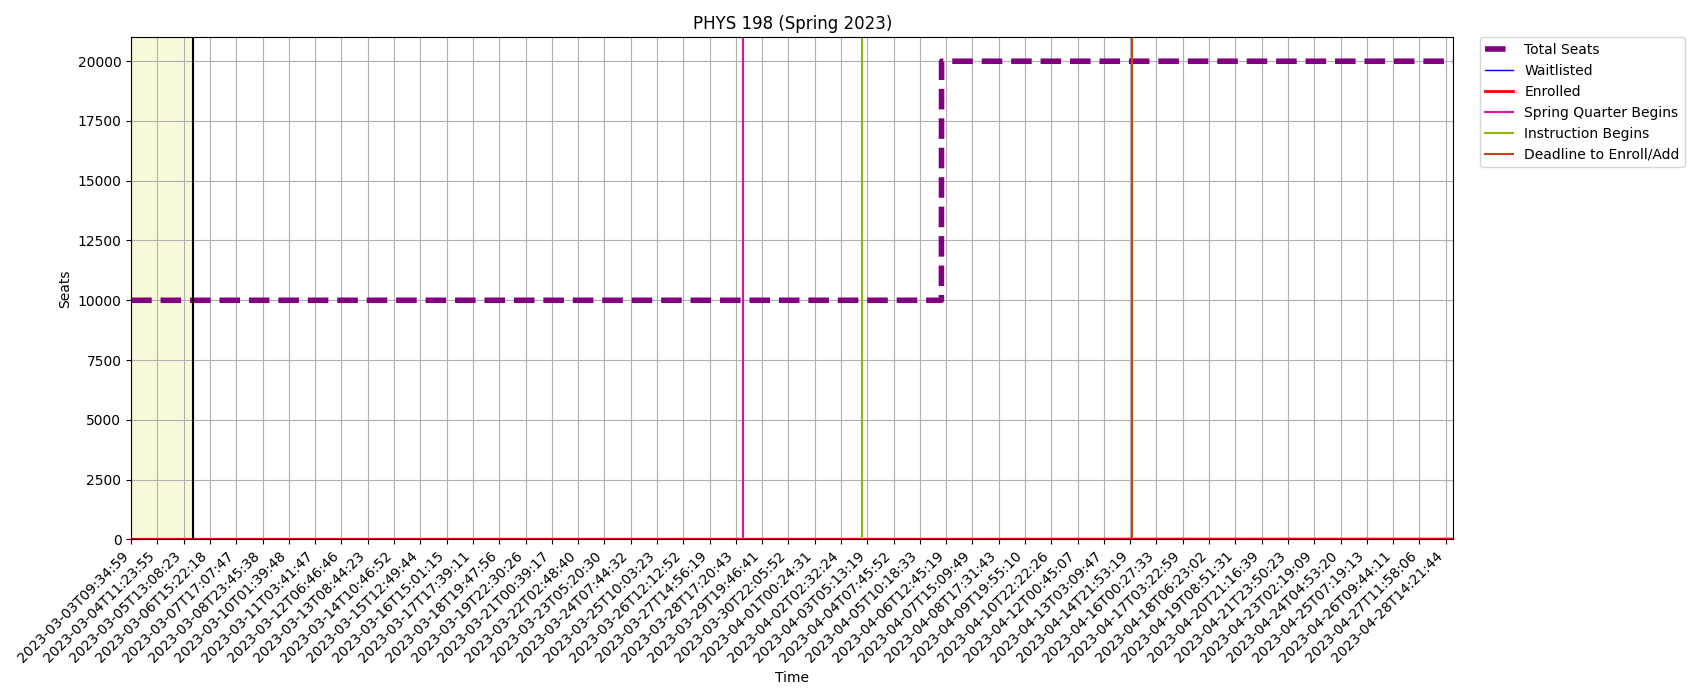 PHYS 198 (Spring 2023)
Total Seats
Waitlisted
Enrolled
Spring Quarter Begins
Instruction Begins
Deadline to Enroll/Add
Seats
20000
17500
15000
12500
10000
7500
5000
2500
0
2023-03-03T09:34:59
2023-03-04T11:23:55
2023-03-05T13:08:23
2023-03-06T15:22:18
2023-03-07T17:07:47
2023-03-08T23:45:38
2023-03-10T01:39:48
2023-03-11T03:41:47
2023-03-12T06:46:46
2023-03-13T08:44:23
2023-03-14T10:46:52
2023-03-15T12:49:44
2023-03-16T15:01:15
2023-03-17T17:39:11
2023-03-18T19:47:56
2023-03-19T22:30:26
2023-03-21T00:39:17
2023-03-22T02:48:40
2023-03-23T05:20:30
2023-03-24T07:44:32
2023-03-25T10:03:23
2023-03-26T12:12:52
2023-03-27T14:56:19
2023-03-28T17:20:43
2023-03-29T19:46:41
2023-03-30T22:05:52
2023-04-01T00:24:31
2023-04-02T02:32:24
2023-04-03T05:13:19
2023-04-04T07:45:52
2023-04-05T10:18:33
2023-04-06T12:45:19
2023-04-07T15:09:49
2023-04-08T17:31:43
2023-04-09T19:55:10
2023-04-10T22:22:26
2023-04-12T00:45:07
2023-04-13T03:09:47
2023-04-14T21:53:19
2023-04-16T00:27:33
2023-04-17T03:22:59
2023-04-18T06:23:02
2023-04-19T08:51:31
2023-04-20T21:16:39
2023-04-21T23:50:23
2023-04-23T02:19:09
2023-04-24T04:53:20
2023-04-25T07:19:13
2023-04-26T09:44:11
2023-04-27T11:58:06
2023-04-28T14:21:44
Time